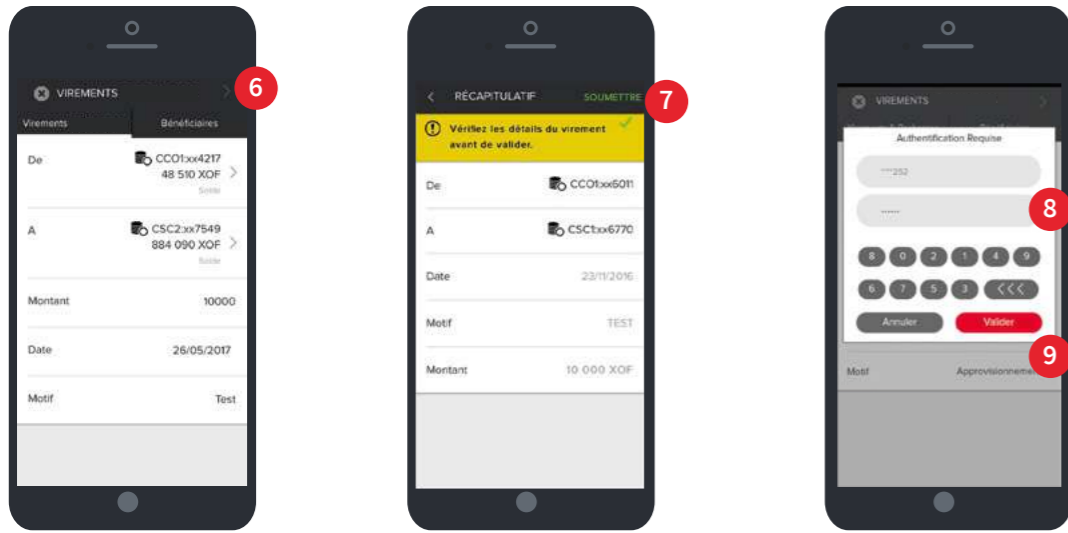 VIREMENTS
6
Virements Bénéficiaires
De CCO1:xx4217
48 510 XOF
Solde
A CSC2:xx7549
884 090 XOF
Solde
Montant 10000
Date 26/05/2017
Motif Test
RÉCAPITULATIF SOUMETTRE
7
Vérifiez les détails du virement
avant de valider.
De CCO1:xx6011
A CSC1:xx6770
Date 23/11/2016
Motif TEST
Montant 10 000 XOF
VIREMENTS
Authentification Requise
****252
8
······
8 0 2 1 4 9
6 7 5 3 <<<
Annuler Valider
9
Motif